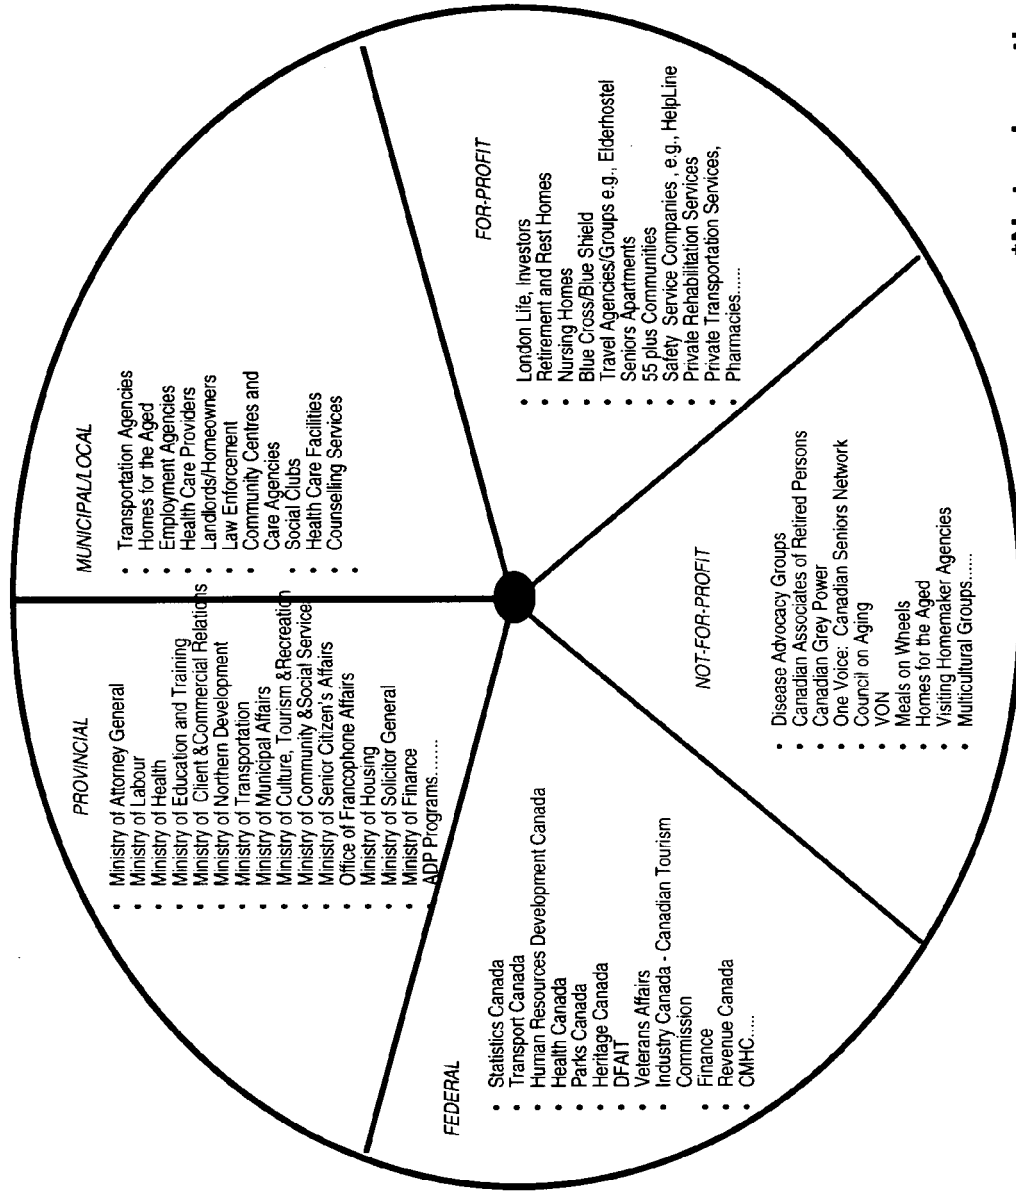 PROVINCIAL
• Ministry of Attorney General
• Ministry of Labour
• Ministry of Health
• Ministry of Education and Training
• Ministry of Client &Commercial Relations
• Ministry of Northern Development
• Ministry of Transportation
• Ministry of Municipal Affairs
• Ministry of Culture, Tourism &Recreation
• Ministry of Community &Social Service
• Ministry of Senior Citizen's Affairs
• Office of Francophone Affairs
• Ministry of Housing
• Ministry of Solicitor General
• Ministry of Finance
• ADP Programs........
MUNICIPAL/LOCAL
• Transportation Agencies
• Homes for the Aged
• Employment Agencies
• Health Care Providers
• Landlords/Homeowners
• Law Enforcement
• Community Centres and
Care Agencies
• Social Clubs
• Health Care Facilities
• Counselling Services
FEDERAL
• Statistics Canada
• Transport Canada
• Human Resources Development Canada
• Health Canada
• Parks Canada
• Heritage Canada
• DFAIT
• Veterans Affairs
• Industry Canada - Canadian Tourism
Commission
• Finance
• Revenue Canada
• CMHC.....
NOT-FOR-PROFIT
• Disease Advocacy Groups
• Canadian Associates of Retired Persons
• Canadian Grey Power
• One Voice: Canadian Seniors Network
• Council on Aging
• VON
• Meals on Wheels
• Homes for the Aged
• Visiting Homemaker Agencies
• Multicultural Groups......
FOR-PROFIT
• London Life, Investors
• Retirement and Rest Homes
• Nursing Homes
• Blue Cross/Blue Shield
• Travel Agencies/Groups e.g., Elderhostel
• Seniors Apartments
• 55 plus Communities
• Safety Service Companies , e.g., HelpLine
• Private Rehabilitation Services
• Private Transportation Services,
• Pharmacies......